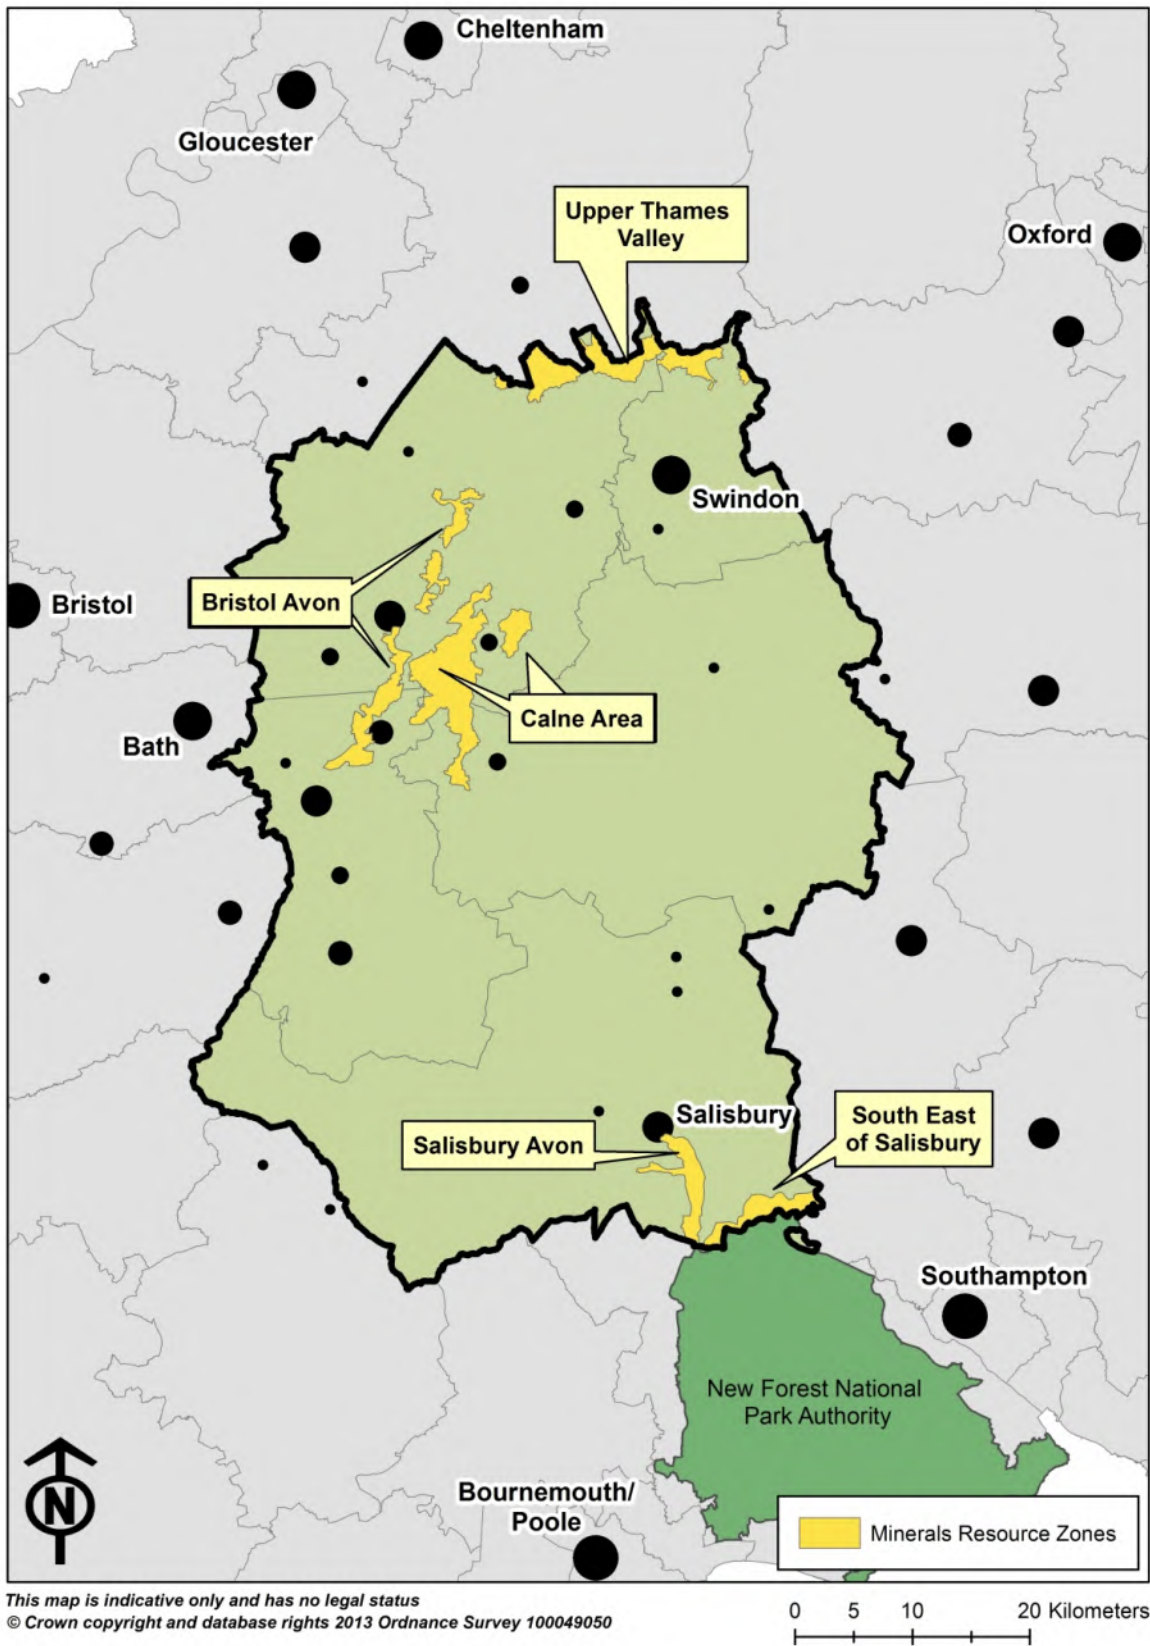 Cheltenham
Gloucester
Upper Thames
Valley
Oxford
Swindon
Bristol
Bristol Avon
Calne Area
Bath
Salisbury
South East
of Salisbury
Salisbury Avon
Southampton
New Forest National
Park Authority
N
Bournemouth/
Poole
Minerals Resource Zones
This map is indicative only and has no legal status
© Crown copyright and database rights 2013 Ordnance Survey 100049050
0 5 10 20 Kilometers